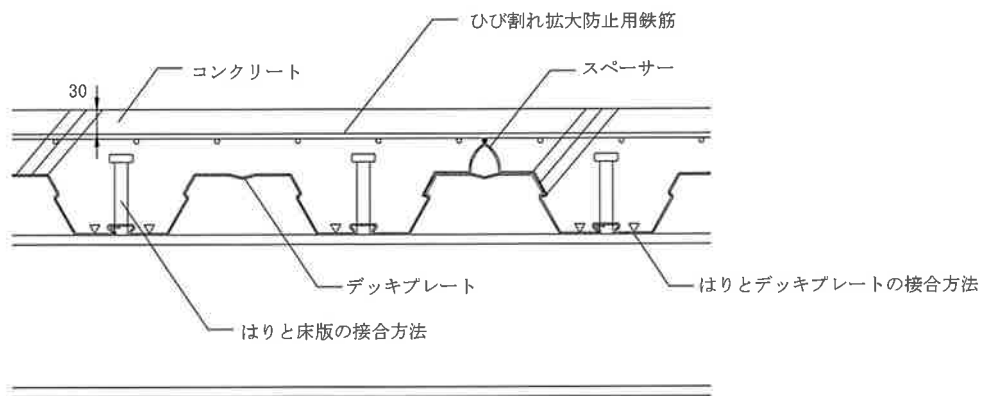 ひび割れ拡大防止用鉄筋
コンクリート
スペーサー
30
デッキプレート
はりとデッキプレートの接合方法
はりと床版の接合方法